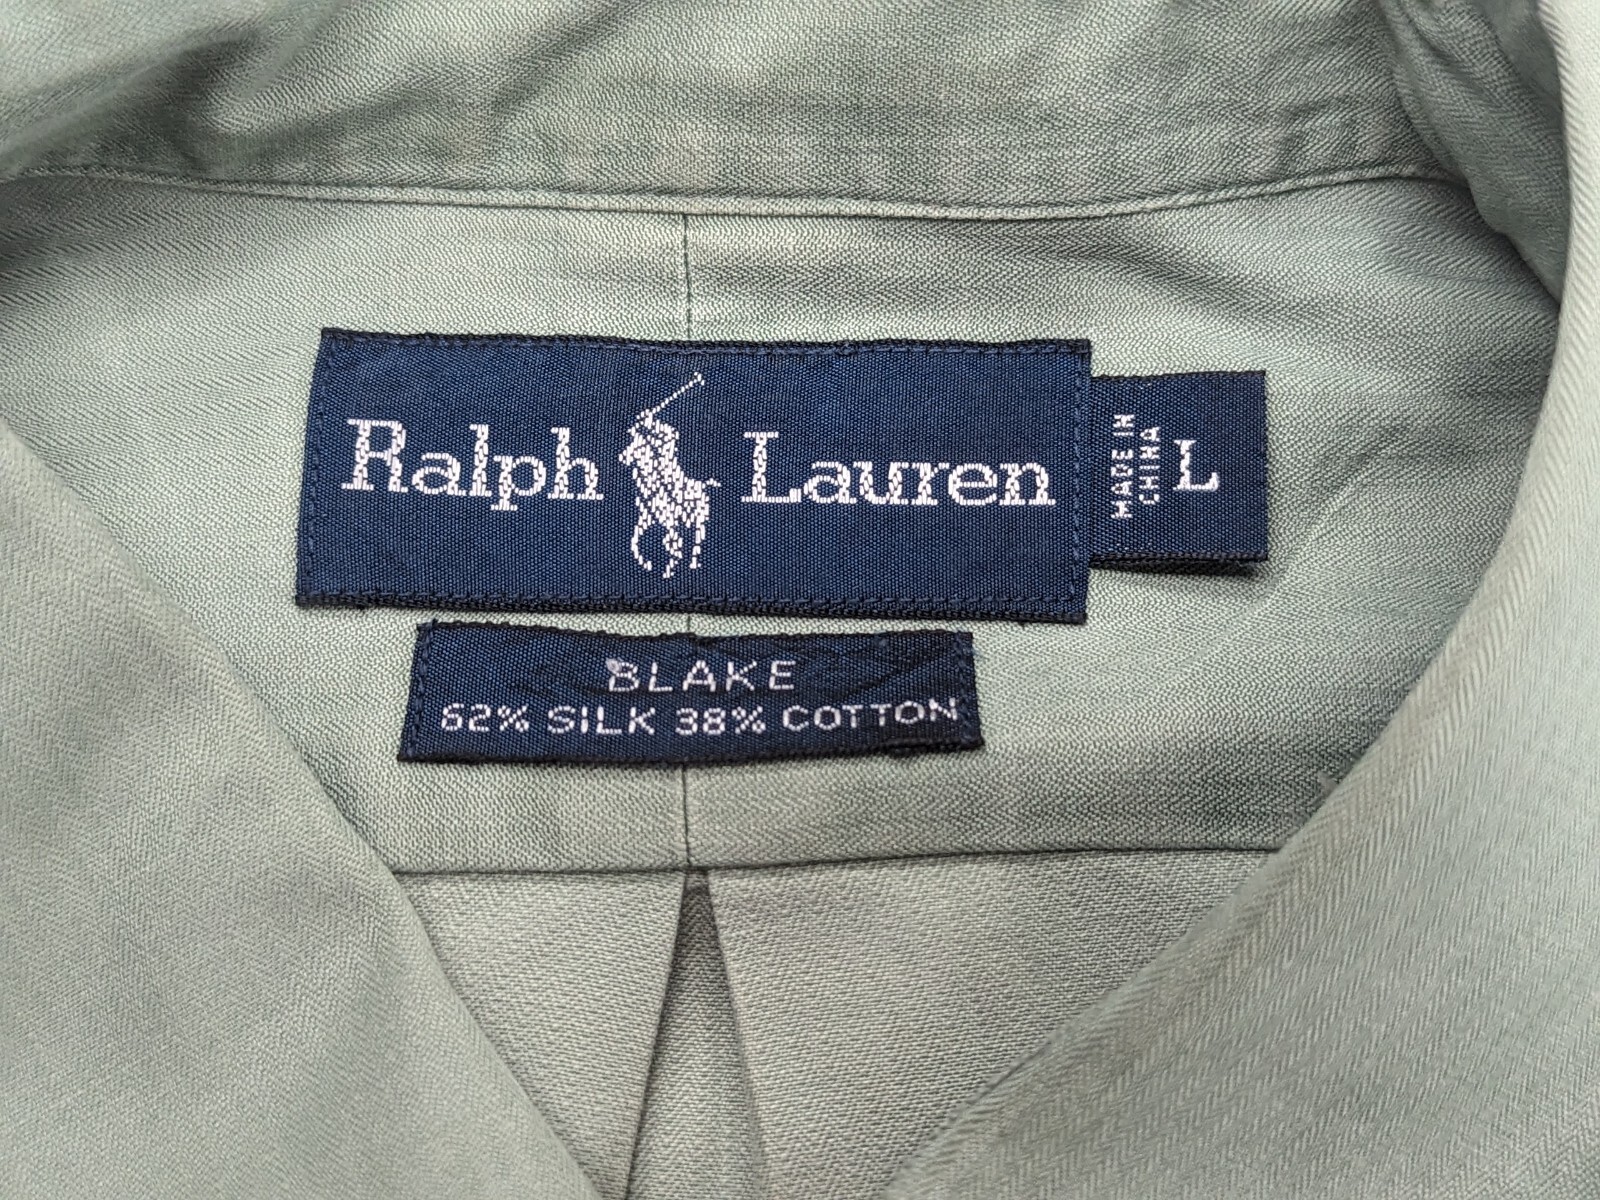 Ralph Lauren
MADE IN
CHINA
L
BLAKE
62% SILK 38% COTTON